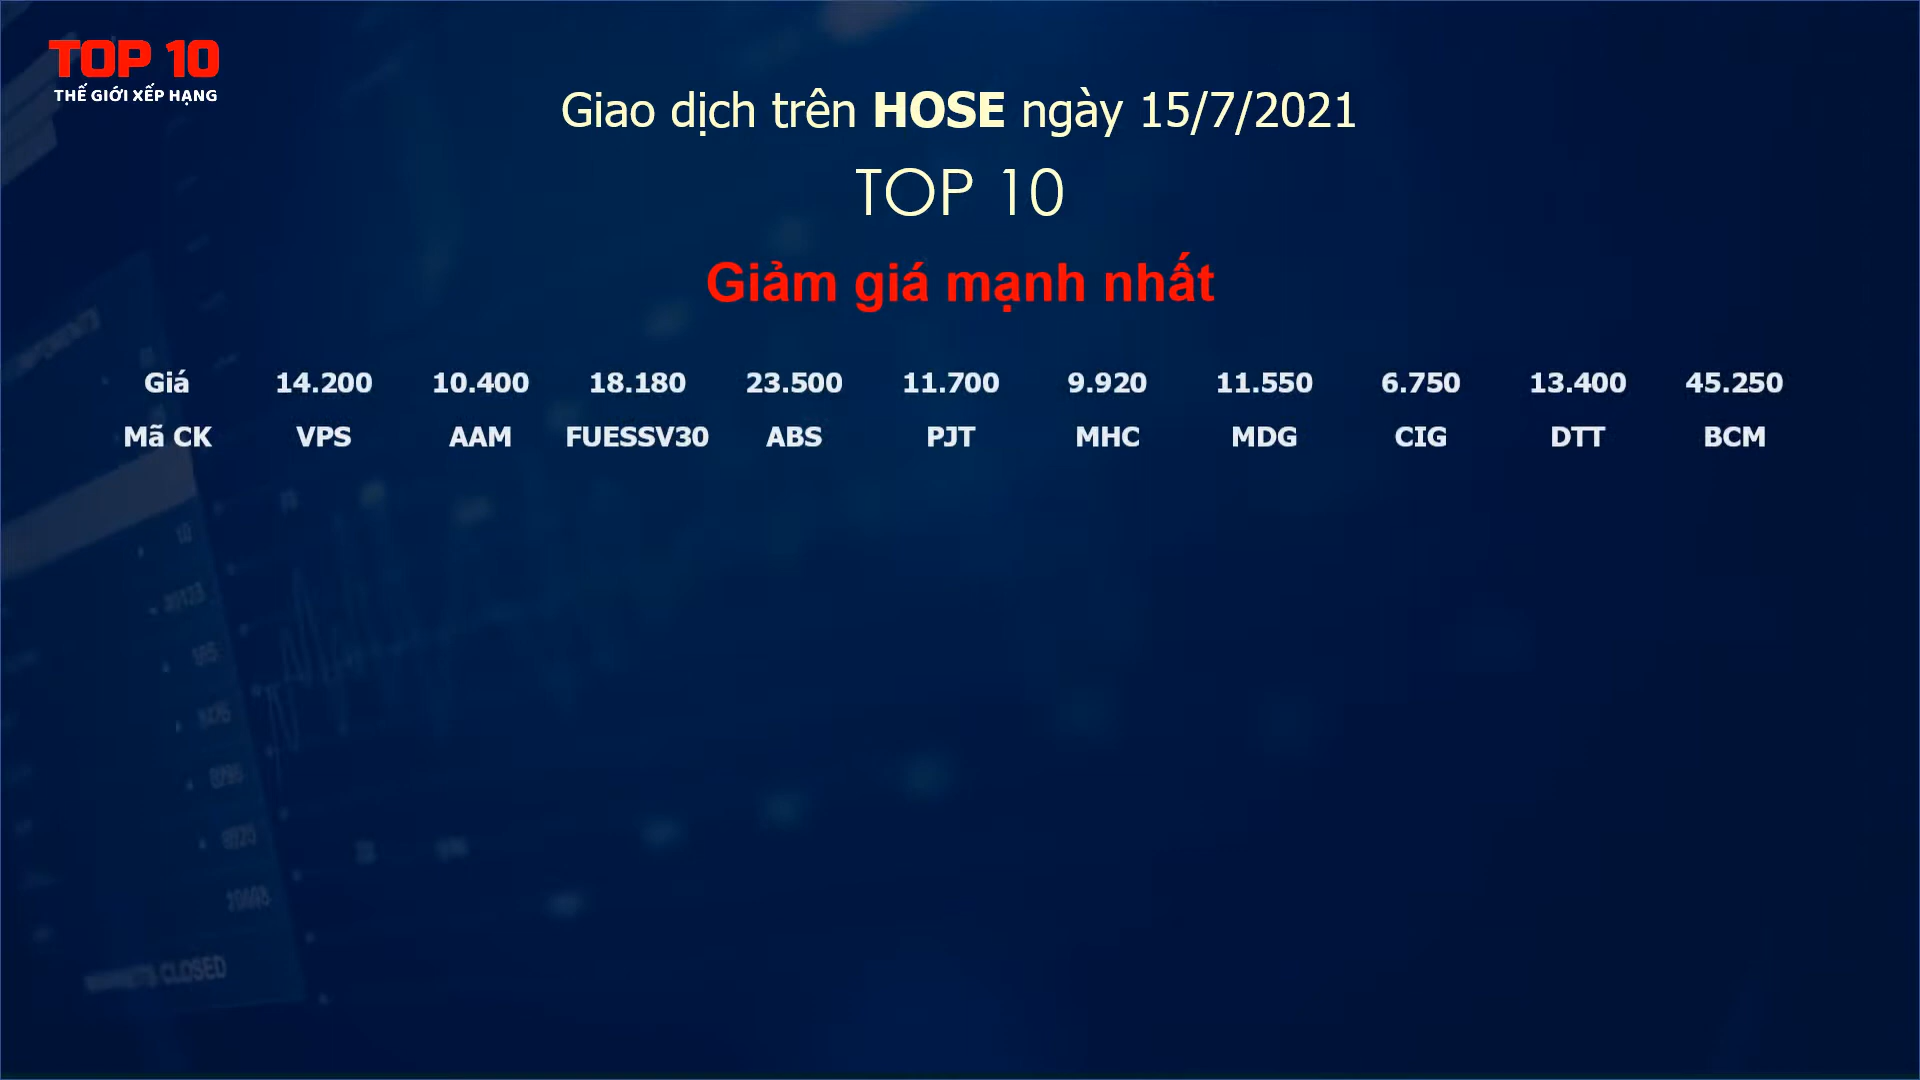 TOP 10
THẾ GIỚI XẾP HẠNG
Giao dịch trên HOSE ngày 15/7/2021
TOP 10
Giảm giá mạnh nhất
Giá 14.200 10.400 18.180 23.500 11.700 9.920 11.550 6.750 13.400 45.250
Mã CK VPS AAM FUESSV30 ABS PJT MHC MDG CIG DTT BCM
CLOSED